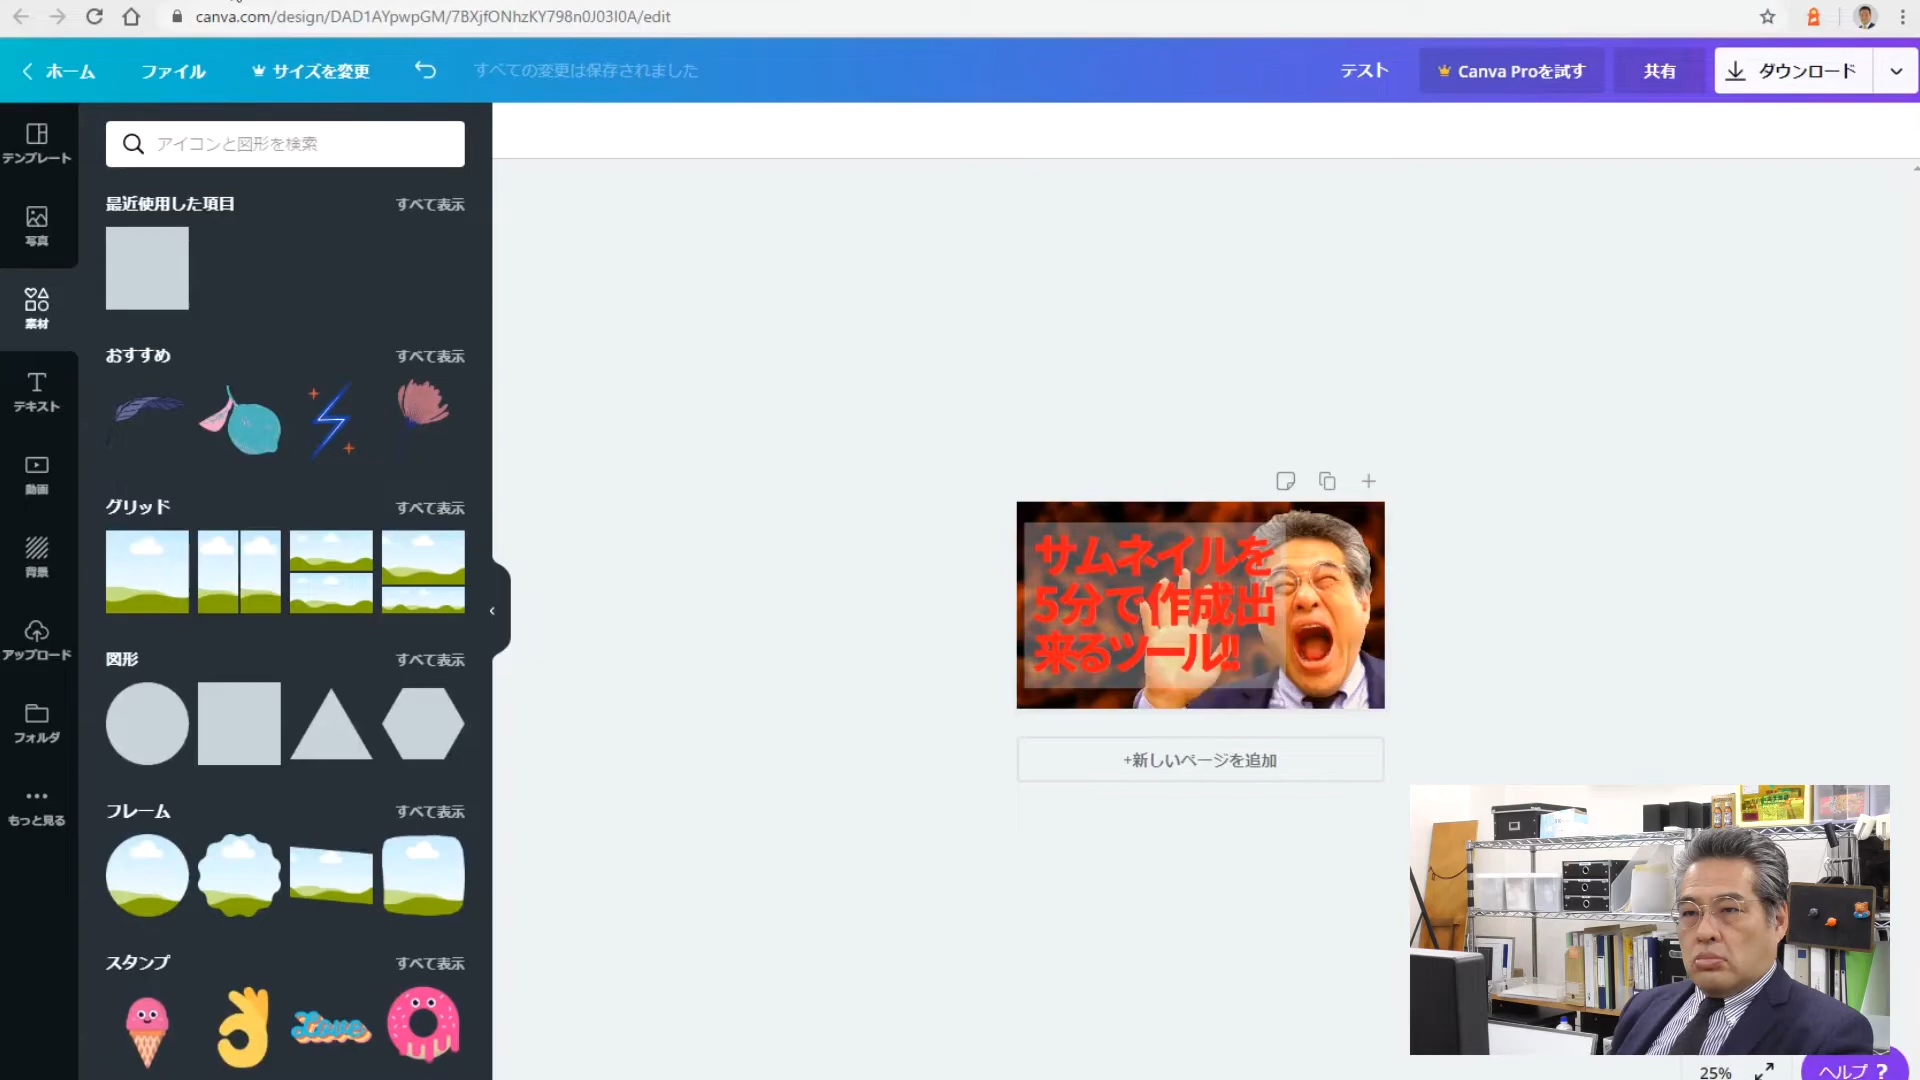 canva.com/design/DAD1AYpwpGM/7BXjfONhzKY798n0J03I0A/edit
ホーム
ファイル
サイズを変更
すべての変更は保存されました
テスト
Canva Proを試す
共有
ダウンロード
テンプレート
写真
素材
テキスト
動画
背景
アップロード
フォルダ
もっと見る
アイコンと図形を検索
最近使用した項目
すべて表示
おすすめ
すべて表示
グリッド
すべて表示
図形
すべて表示
フレーム
すべて表示
スタンプ
すべて表示
Love
サムネイルを
5分で作成出
来るツール!!
+新しいページを追加
25%
ヘルプ ?